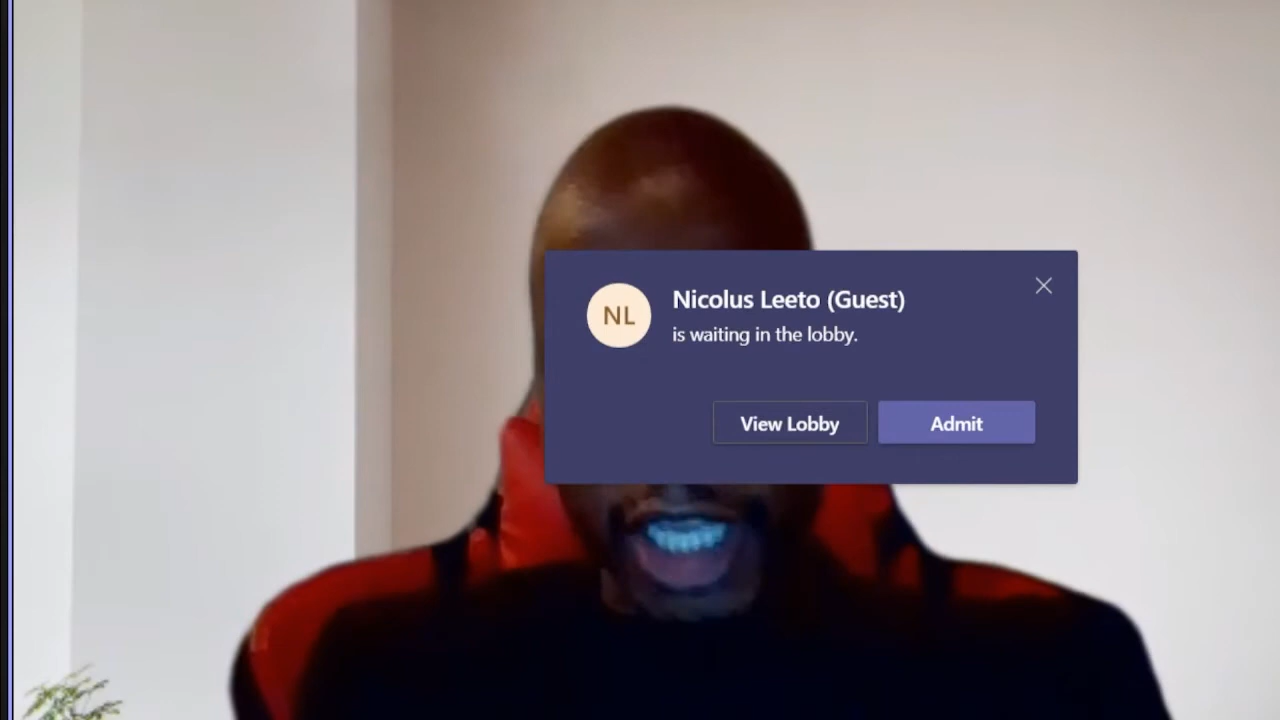 NL
Nicolus Leeto (Guest)
is waiting in the lobby.
View Lobby
Admit